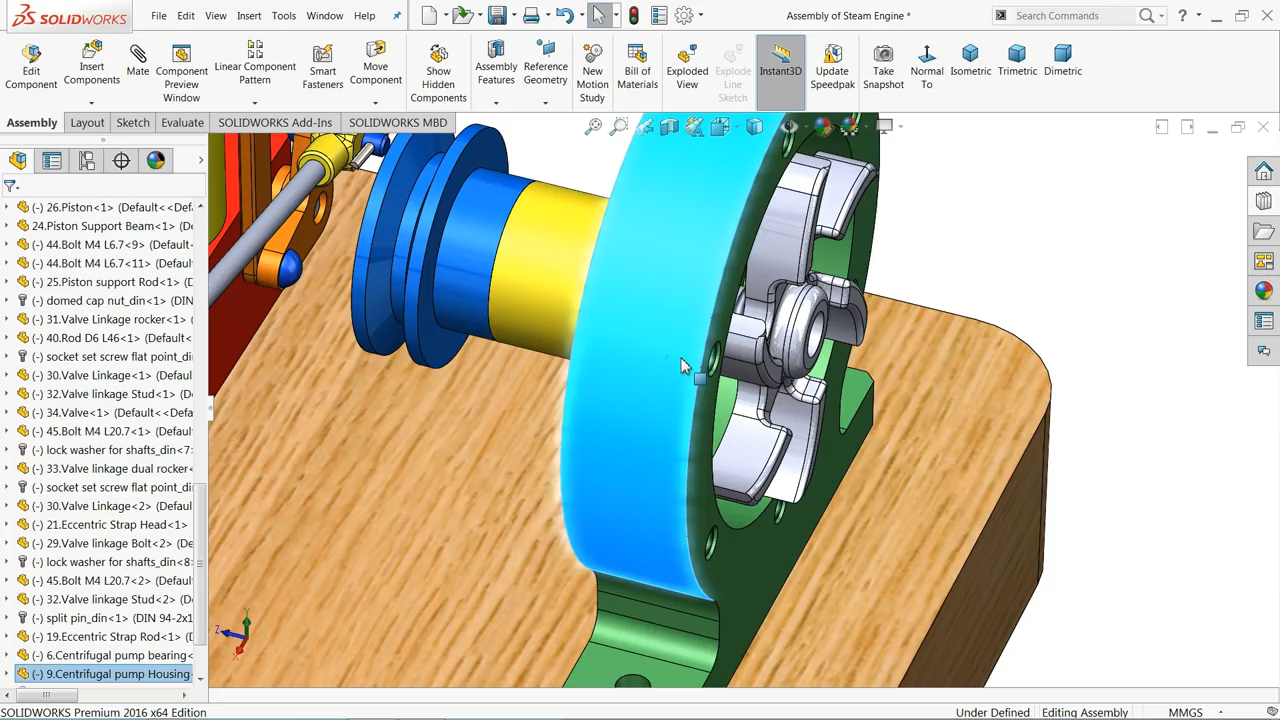 SOLIDWORKS
File Edit View Insert Tools Window Help
Assembly of Steam Engine *
Search Commands
?
Edit Component
Insert Components
Mate
Component Preview Window
Linear Component Pattern
Smart Fasteners
Move Component
Show Hidden Components
Assembly Features
Reference Geometry
New Motion Study
Bill of Materials
Exploded View
Explode Line Sketch
Instant3D
Update Speedpak
Take Snapshot
Normal To
Isometric
Trimetric
Dimetric
Assembly Layout Sketch Evaluate SOLIDWORKS Add-Ins SOLIDWORKS MBD
(-) 26.Piston<1> (Default<<Def
24.Piston Support Beam<1> (
(-) 44.Bolt M4 L6.7<9> (Default
(-) 44.Bolt M4 L6.7<11> (Defaul
(-) 25.Piston support Rod<1> (
(-) domed cap nut_din<1> (DIN
(-) 31.Valve Linkage rocker<1>
(-) 40.Rod D6 L46<1> (Default<
(-) socket set screw flat point_di
(-) 30.Valve Linkage<1> (Defaul
(-) 32.Valve linkage Stud<1> (D
(-) 34.Valve<1> (Default<<Defa
(-) 45.Bolt M4 L20.7<1> (Defaul
(-) lock washer for shafts_din<7
(-) 33.Valve linkage dual rocker<
(-) socket set screw flat point_di
(-) 30.Valve Linkage<2> (Defaul
(-) 21.Eccentric Strap Head<1>
(-) 29.Valve linkage Bolt<2> (De
(-) lock washer for shafts_din<8
(-) 45.Bolt M4 L20.7<2> (Defaul
(-) 32.Valve linkage Stud<2> (D
(-) split pin_din<1> (DIN 94-2x1
(-) 19.Eccentric Strap Rod<1> (
(-) 6.Centrifugal pump bearing<
(-) 9.Centrifugal pump Housing
Y
Z
X
SOLIDWORKS Premium 2016 x64 Edition
Under Defined Editing Assembly MMGS